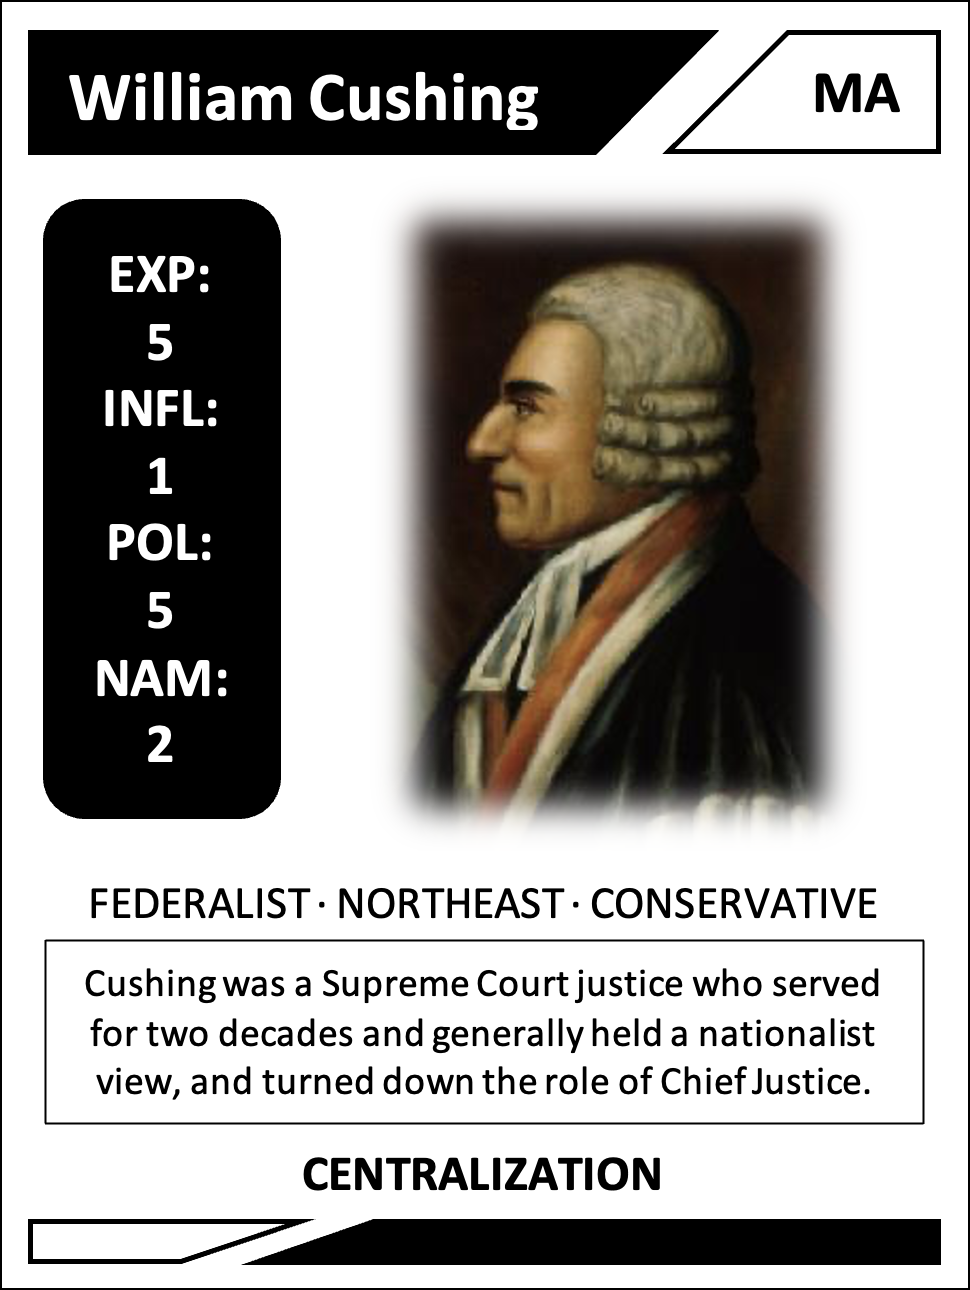 William Cushing
MA
EXP:
5
INFL:
1
POL:
5
NAM:
2
FEDERALIST · NORTHEAST · CONSERVATIVE
Cushing was a Supreme Court justice who served
for two decades and generally held a nationalist
view, and turned down the role of Chief Justice.
CENTRALIZATION